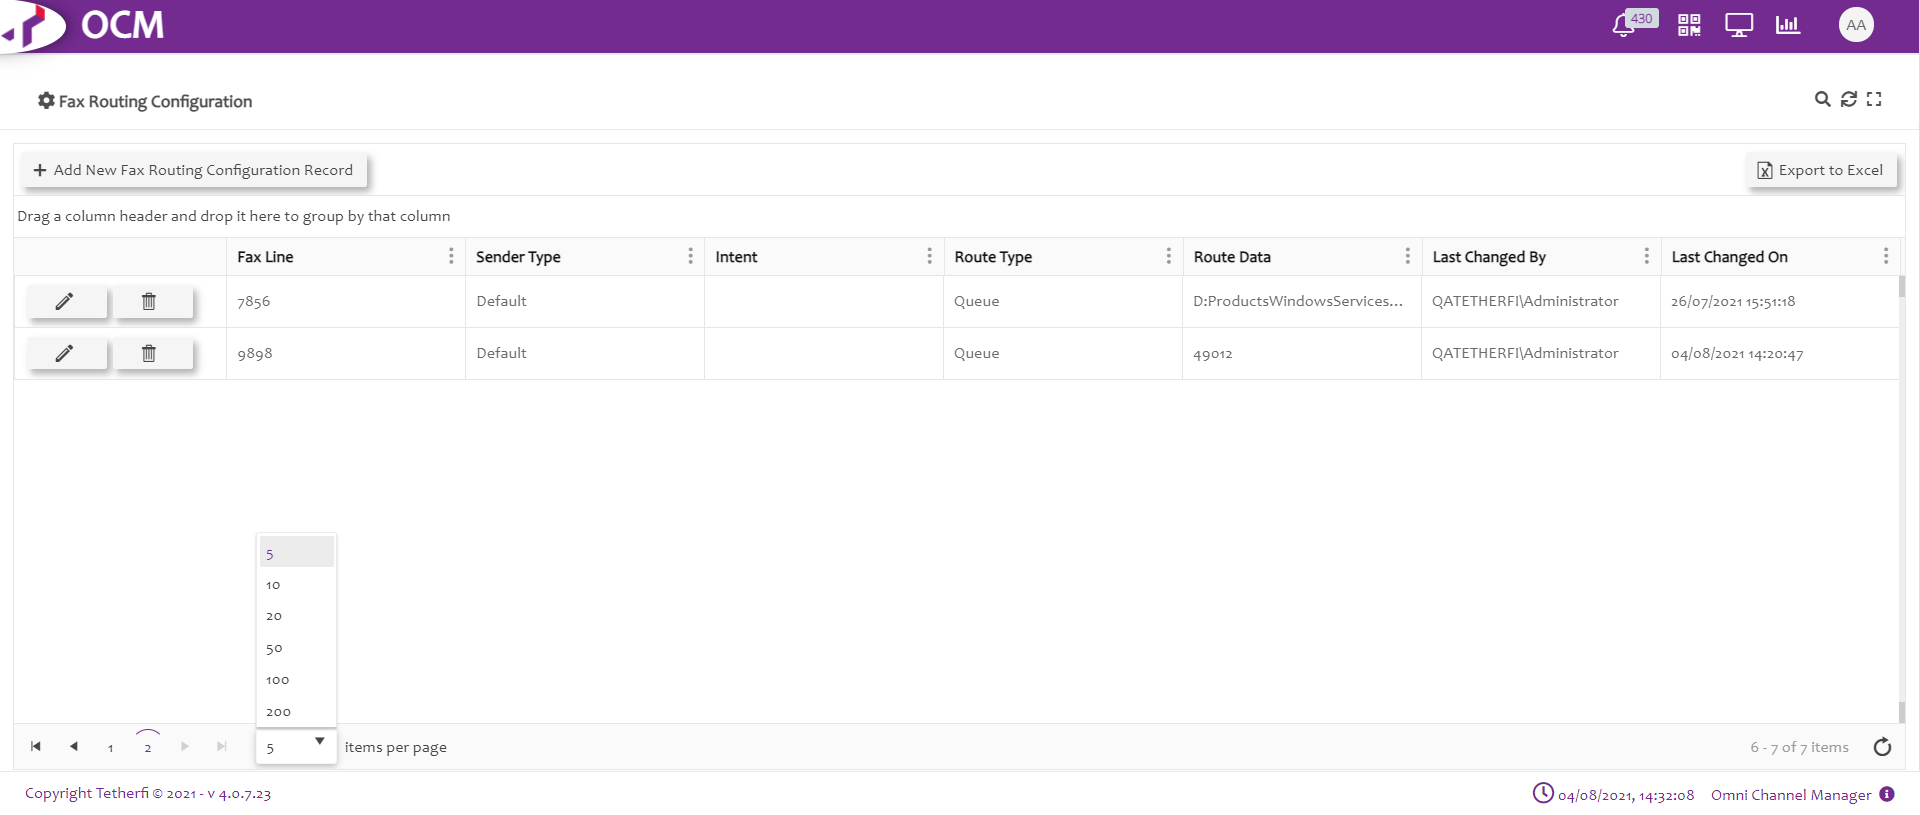 OCM
430
AA
Fax Routing Configuration
Add New Fax Routing Configuration Record
Export to Excel
Drag a column header and drop it here to group by that column
Fax Line Sender Type Intent Route Type Route Data Last Changed By Last Changed On
7856 Default Queue D:ProductsWindowsServices... QATETHERFI\Administrator 26/07/2021 15:51:18
9898 Default Queue 49012 QATETHERFI\Administrator 04/08/2021 14:20:47
5
10
20
50
100
200
1 2 5 items per page 6 - 7 of 7 items
Copyright Tetherfi © 2021 - v 4.0.7.23 04/08/2021, 14:32:08 Omni Channel Manager